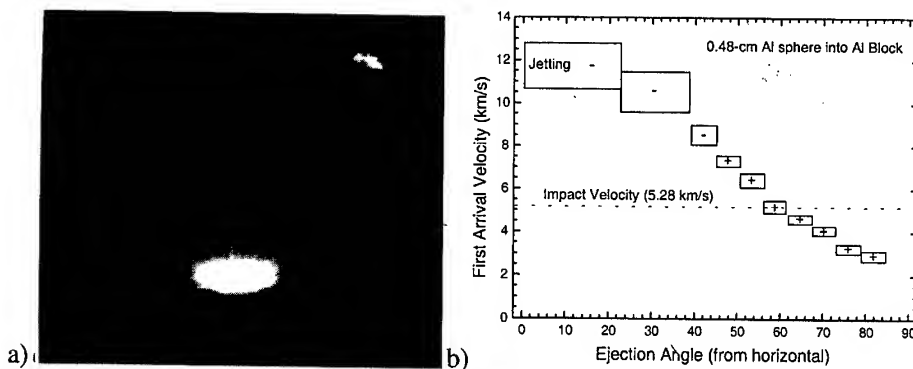 a)
b)
14
12
10
8
6
4
2
0
First Arrival Velocity (km/s)
0.48-cm Al sphere into Al Block
Jetting
Impact Velocity (5.28 km/s)
0 10 20 30 40 50 60 70 80 90
Ejection Angle (from horizontal)